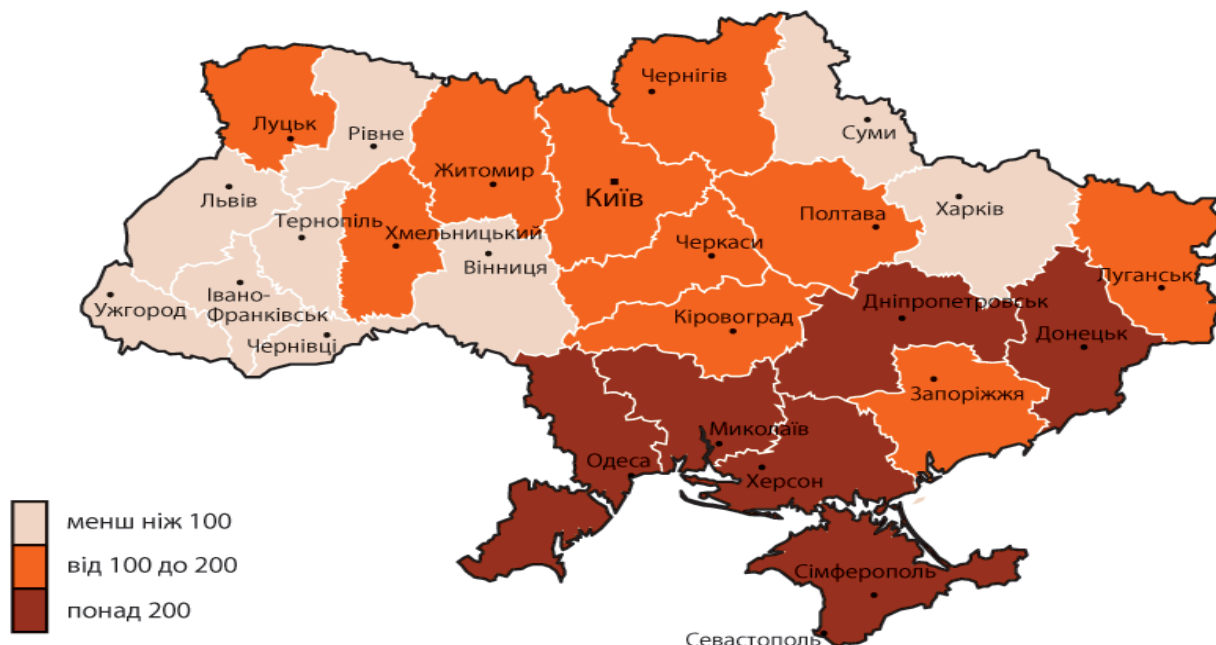 Чернігів
Луцьк
Рівне
Суми
Житомир
Київ
Львів
Харків
Тернопіль
Полтава
Хмельницький
Черкаси
Вінниця
Луганськ
Івано-
Франківськ
Ужгород
Дніпропетровськ
Кіровоград
Чернівці
Донецьк
Запоріжжя
Миколаїв
Одеса
Херсон
менш ніж 100
від 100 до 200
понад 200
Сімферополь
Севастополь